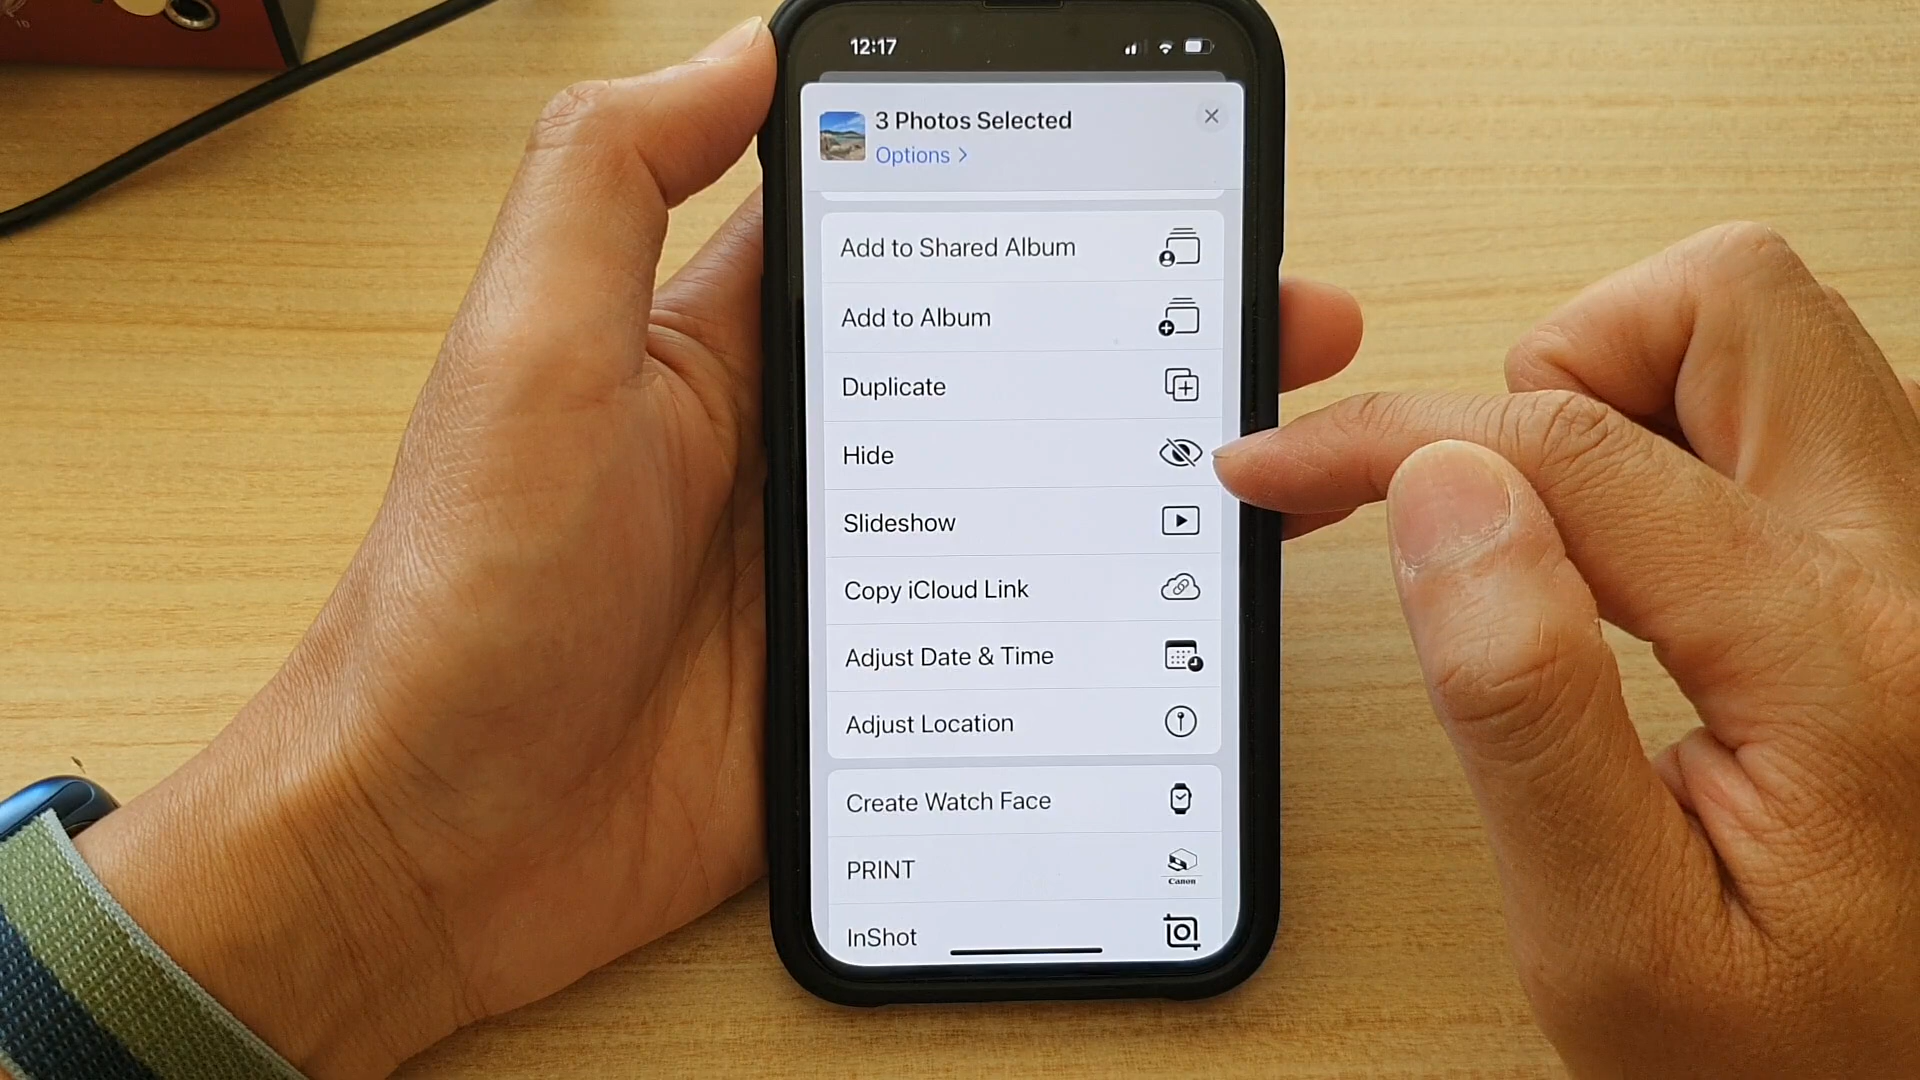 12:17
3 Photos Selected
Options >
Add to Shared Album
Add to Album
Duplicate
Hide
Slideshow
Copy iCloud Link
Adjust Date & Time
Adjust Location
Create Watch Face
PRINT
Canon
InShot
10